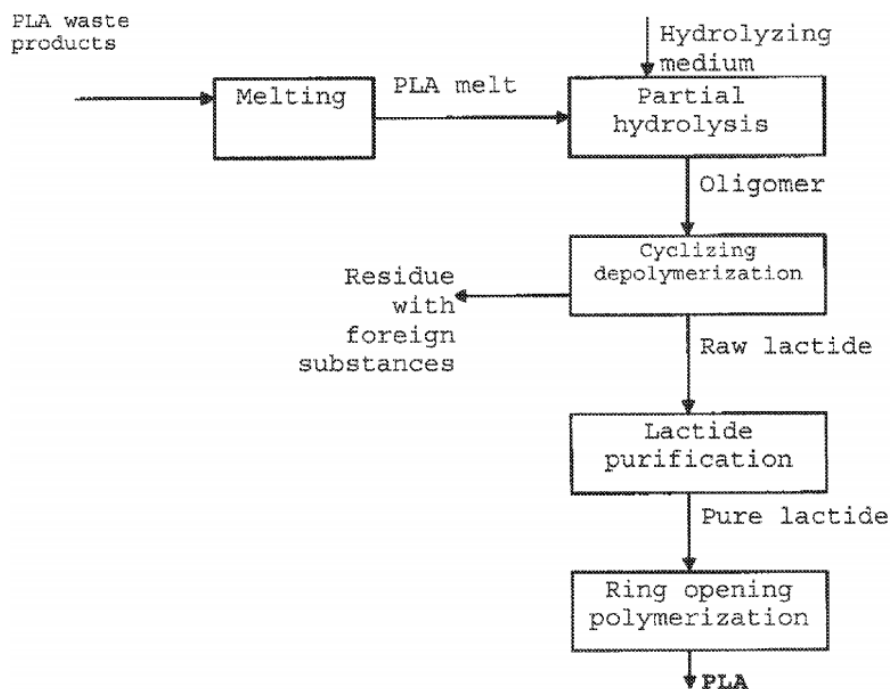 PLA waste
products
Melting
PLA melt
Hydrolyzing
medium
Partial
hydrolysis
Oligomer
Cyclizing
depolymerization
Residue
with
foreign
substances
Raw lactide
Lactide
purification
Pure lactide
Ring opening
polymerization
PLA